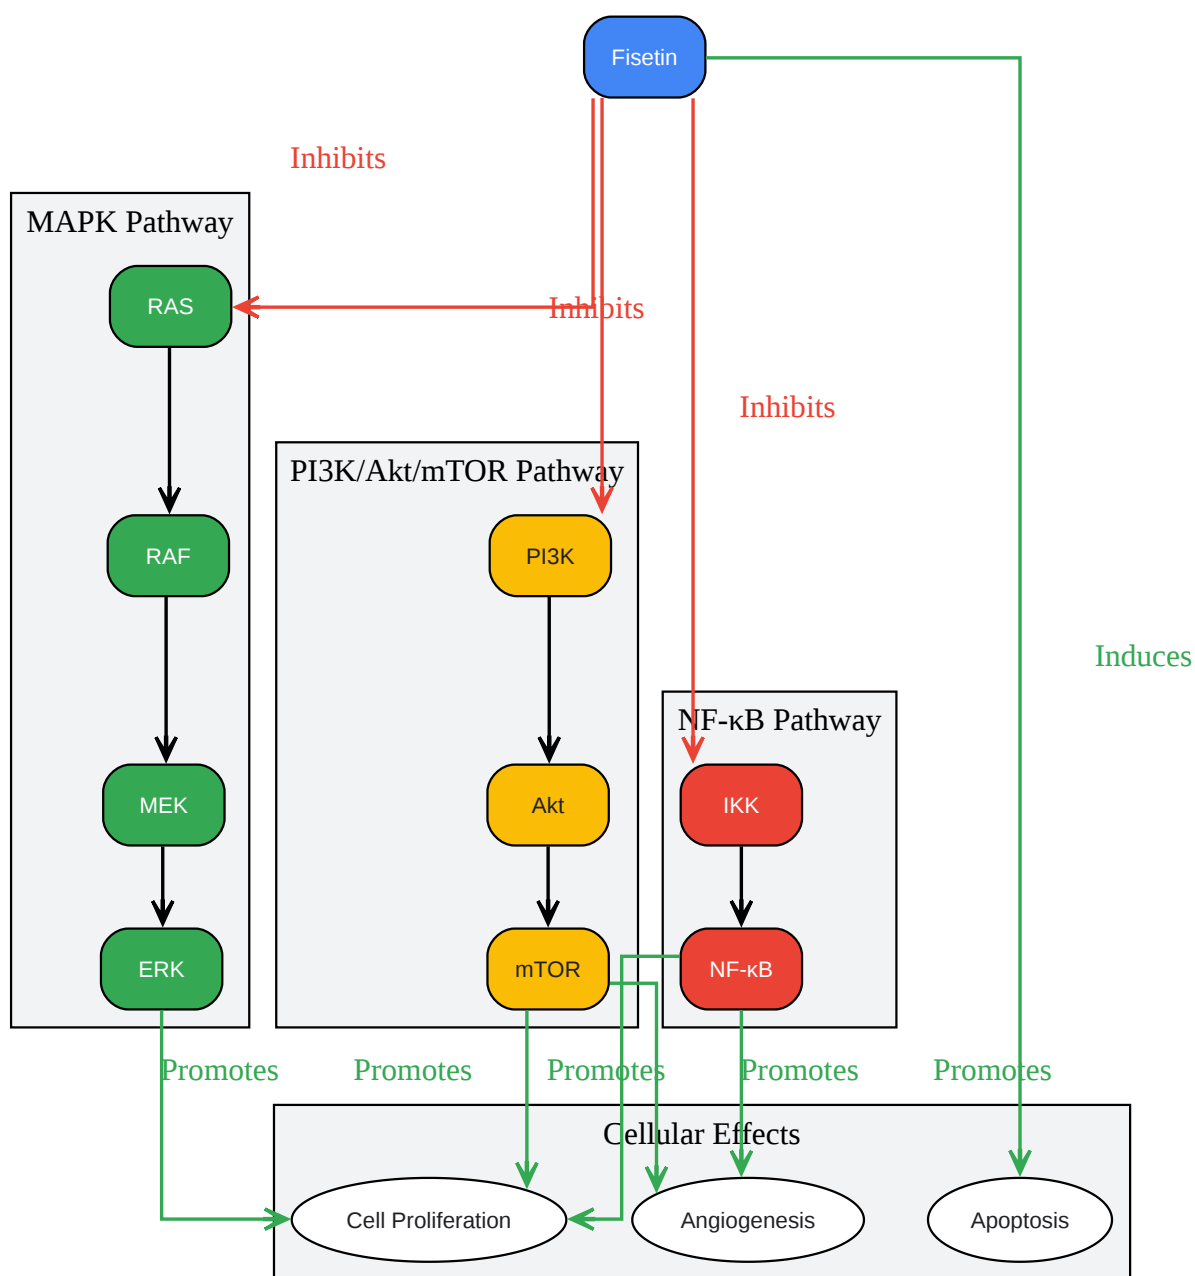 Fisetin
Inhibits
MAPK Pathway
RAS
Inhibits
Inhibits
PI3K/Akt/mTOR Pathway
RAF
PI3K
Induces
NF-κB Pathway
MEK
Akt
IKK
ERK
mTOR
NF-κB
Promotes
Promotes
Promotes
Promotes
Promotes
Cellular Effects
Cell Proliferation
Angiogenesis
Apoptosis